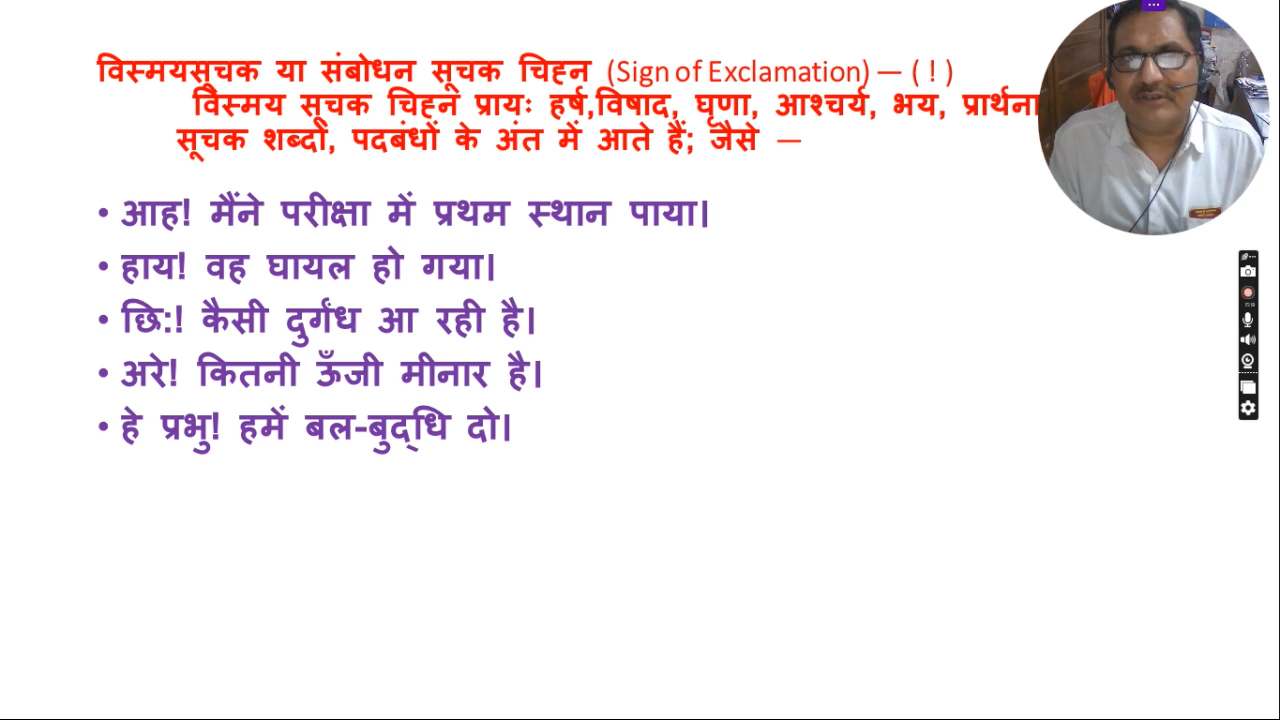 विस्मयसूचक या संबोधन सूचक चिह्न (Sign of Exclamation) — ( ! )
विस्मय सूचक चिह्न प्रायः हर्ष,विषाद, घृणा, आश्चर्य, भय, प्रार्थना
सूचक शब्दों, पदबंधों के अंत में आते हैं; जैसे —
• आह! मैंने परीक्षा में प्रथम स्थान पाया।
• हाय! वह घायल हो गया।
• छि:! कैसी दुर्गंध आ रही है।
• अरे! कितनी ऊँजी मीनार है।
• हे प्रभु! हमें बल-बुद्‌धि दो।